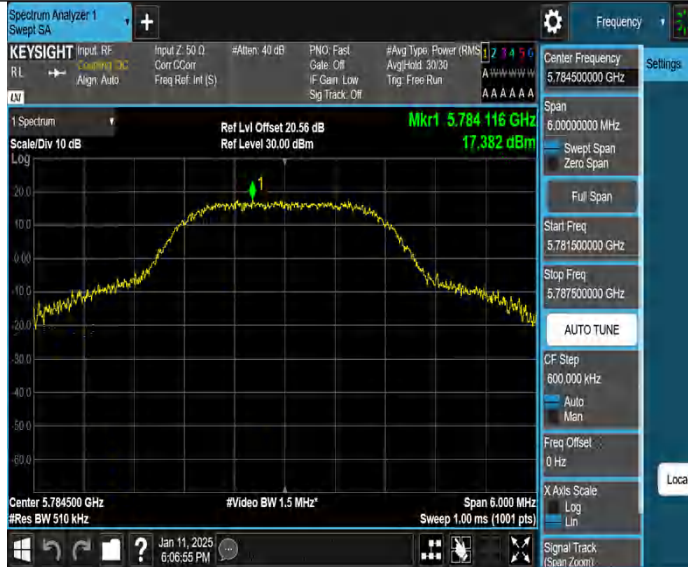 Spectrum Analyzer 1
Swept SA
+
Frequency
KEYSIGHT
RL
LXI
Input: RF
Coupling: DC
Align: Auto
Input Z: 50 Ω
Corr CCorr
Freq Ref: Int (S)
#Atten: 40 dB
PNO: Fast
Gate: Off
IF Gain: Low
Sig Track: Off
#Avg Type: Power (RMS
Avg|Hold: 30/30
Trig: Free Run
1 2 3 4 5 6
A W W W W W
A A A A A A
1 Spectrum
Scale/Div 10 dB
Log
Ref Lvl Offset 20.56 dB
Ref Level 30.00 dBm
Mkr1 5.784 116 GHz
17,382 dBm
1
20.0
10.0
0.00
-10.0
-20.0
-30.0
-40.0
-50.0
-60.0
Center 5.784500 GHz
#Res BW 510 kHz
#Video BW 1.5 MHz*
Span 6.000 MHz
Sweep 1.00 ms (1001 pts)
?
Jan 11, 2025
6:06:55 PM
Center Frequency
5.784500000 GHz
Span
6.00000000 MHz
Swept Span
Zero Span
Full Span
Start Freq
5.781500000 GHz
Stop Freq
5.787500000 GHz
AUTO TUNE
CF Step
600.000 kHz
Auto
Man
Freq Offset
0 Hz
X Axis Scale
Log
Lin
Signal Track
(Span Zoom)
Settings
Loca